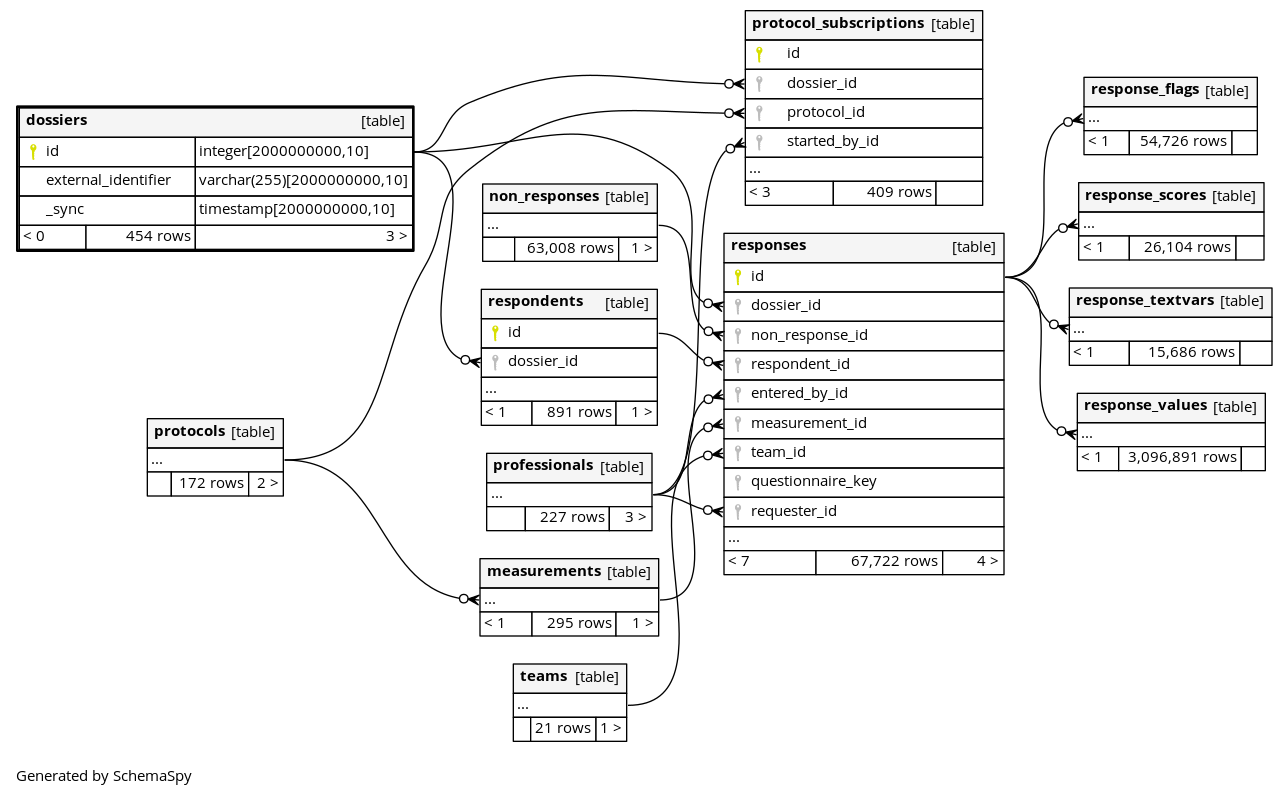 dossiers [table]
id integer[2000000000,10]
external_identifier varchar(255)[2000000000,10]
_sync timestamp[2000000000,10]
< 0 454 rows 3 >
protocols [table]
...
172 rows 2 >
non_responses [table]
...
63,008 rows 1 >
respondents [table]
id
dossier_id
...
< 1 891 rows 1 >
professionals [table]
...
227 rows 3 >
measurements [table]
...
< 1 295 rows 1 >
teams [table]
...
21 rows 1 >
protocol_subscriptions [table]
id
dossier_id
protocol_id
started_by_id
...
< 3 409 rows
responses [table]
id
dossier_id
non_response_id
respondent_id
entered_by_id
measurement_id
team_id
questionnaire_key
requester_id
...
< 7 67,722 rows 4 >
response_flags [table]
...
< 1 54,726 rows
response_scores [table]
...
< 1 26,104 rows
response_textvars [table]
...
< 1 15,686 rows
response_values [table]
...
< 1 3,096,891 rows
Generated by SchemaSpy